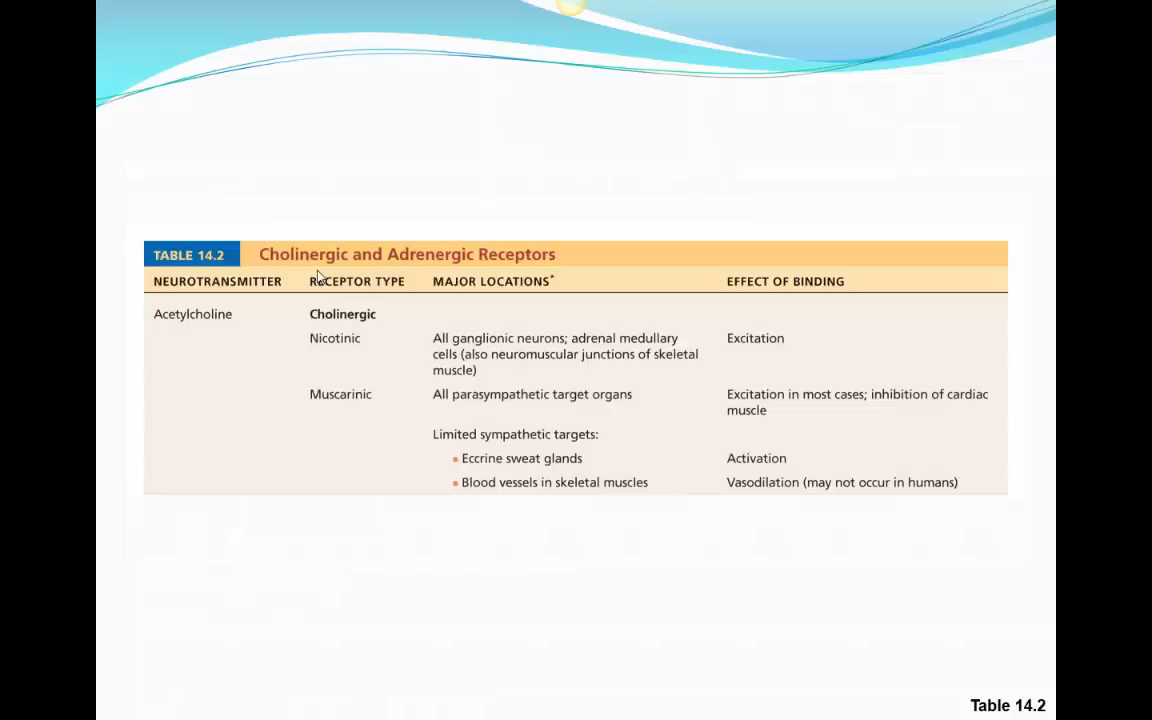 TABLE 14.2 Cholinergic and Adrenergic Receptors
NEUROTRANSMITTER RECEPTOR TYPE MAJOR LOCATIONS* EFFECT OF BINDING
Acetylcholine Cholinergic
Nicotinic All ganglionic neurons; adrenal medullary Excitation
cells (also neuromuscular junctions of skeletal
muscle)
Muscarinic All parasympathetic target organs Excitation in most cases; inhibition of cardiac
muscle
Limited sympathetic targets:
▪ Eccrine sweat glands Activation
▪ Blood vessels in skeletal muscles Vasodilation (may not occur in humans)
Table 14.2